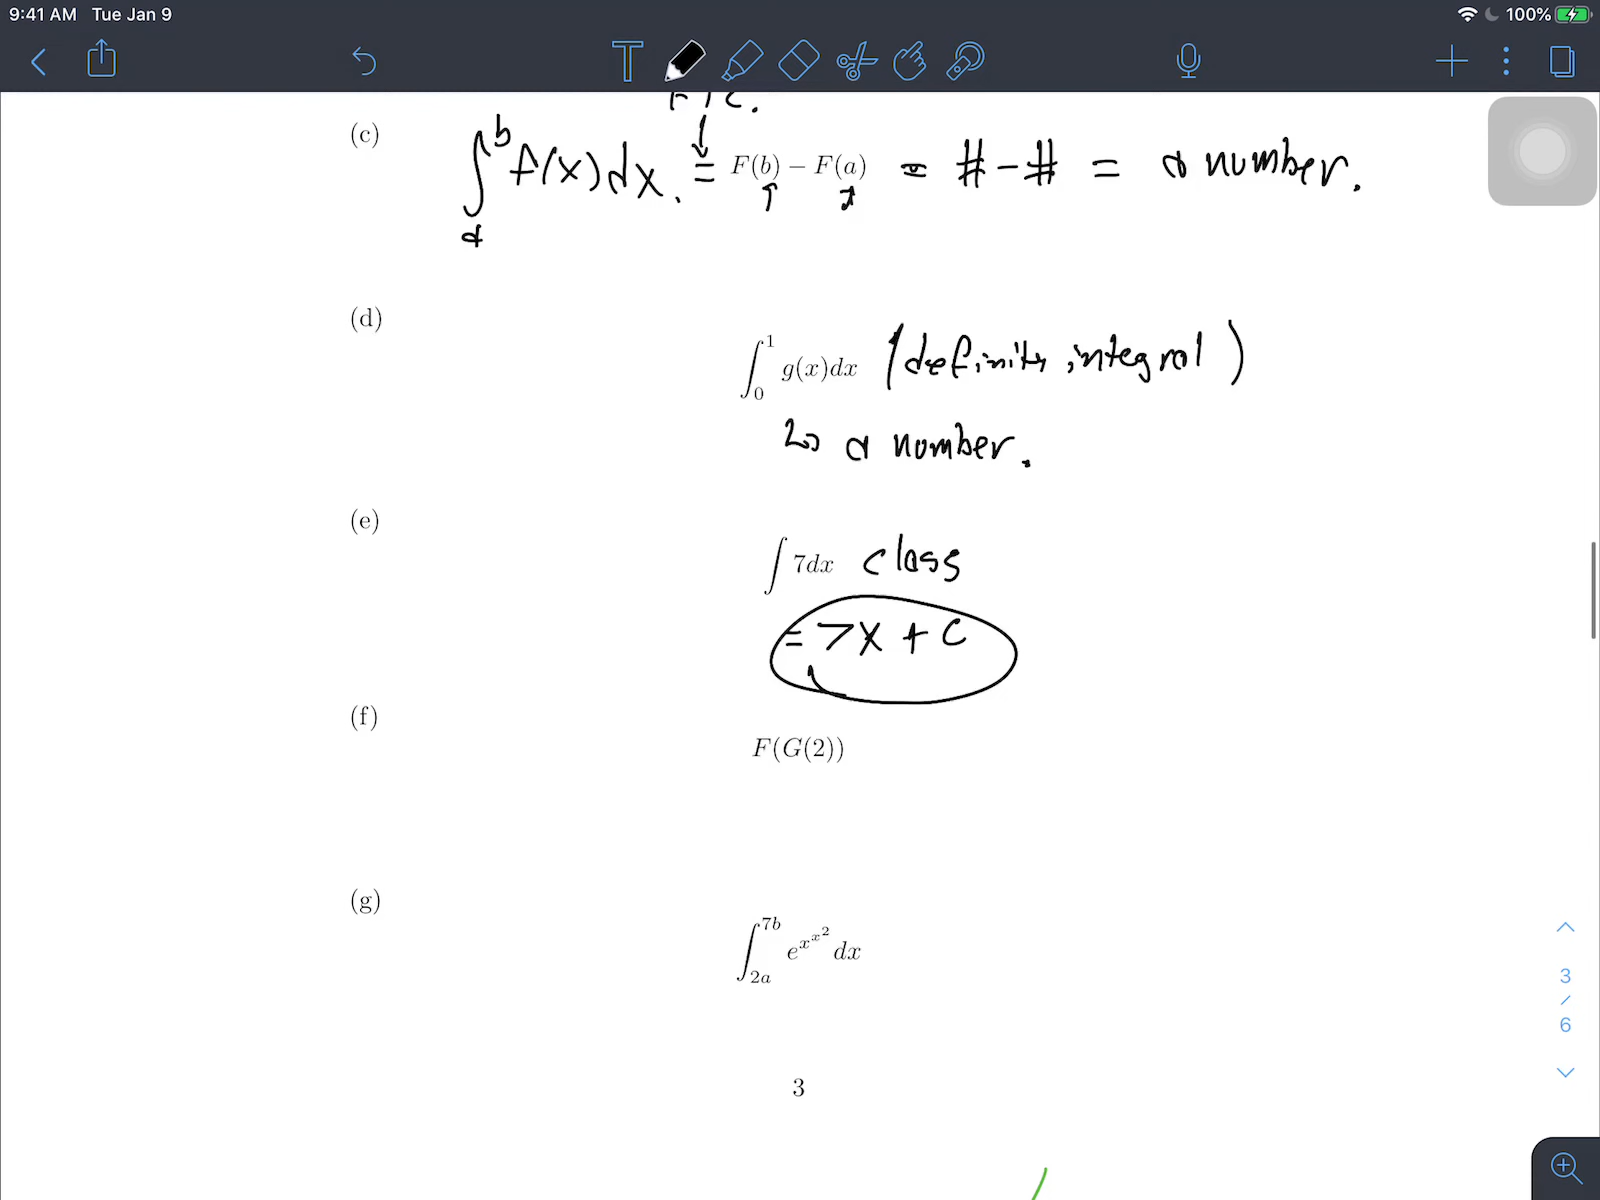 9:41 AM Tue Jan 9
100%
T
(c)
F T C.
∫_a^b f(x)dx. = F(b) − F(a) = # - # = a number.
(d)
∫_0^1 g(x)dx (definite integral)
a number.
(e)
∫ 7dx class
= 7x + C
(f)
F(G(2))
(g)
∫_{2a}^{7b} e^{x^{x^2}} dx
3
/
6
3